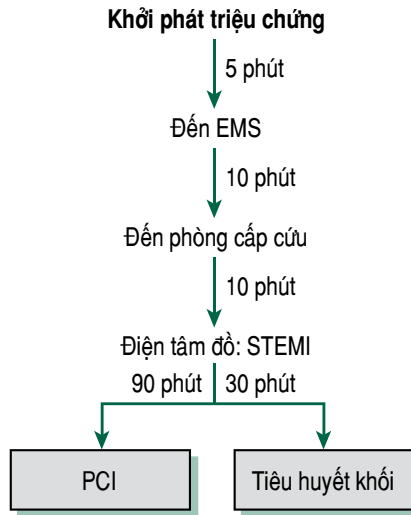 Khởi phát triệu chứng
5 phút
Đến EMS
10 phút
Đến phòng cấp cứu
10 phút
Điện tâm đồ: STEMI
90 phút
30 phút
PCI
Tiêu huyết khối